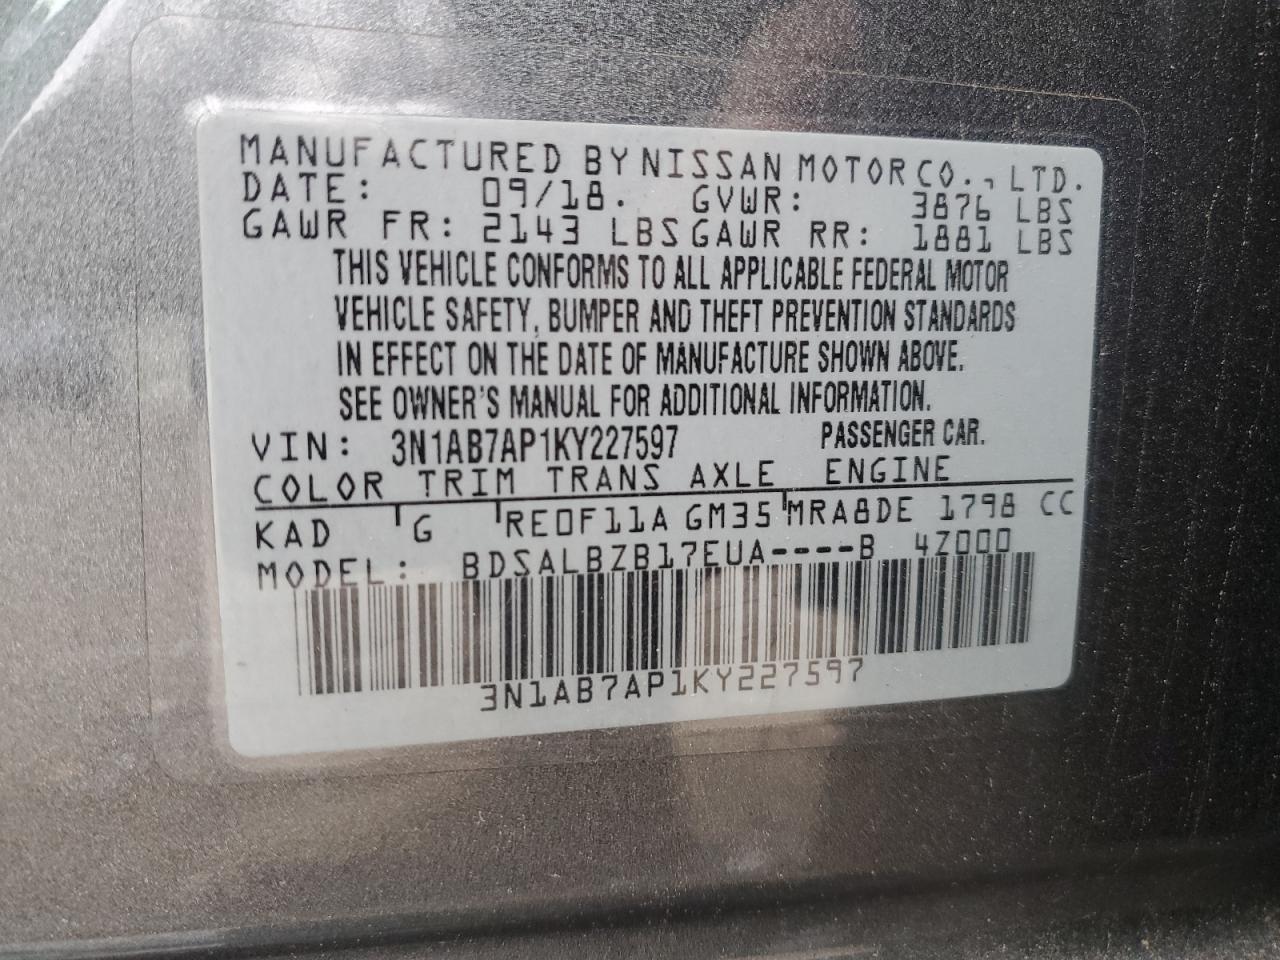 MANUFACTURED BY NISSAN MOTOR CO., LTD.
DATE: 09/18. GVWR: 3876 LBS
GAWR FR: 2143 LBS GAWR RR: 1881 LBS
THIS VEHICLE CONFORMS TO ALL APPLICABLE FEDERAL MOTOR
VEHICLE SAFETY, BUMPER AND THEFT PREVENTION STANDARDS
IN EFFECT ON THE DATE OF MANUFACTURE SHOWN ABOVE.
SEE OWNER'S MANUAL FOR ADDITIONAL INFORMATION.
VIN: 3N1AB7AP1KY227597 PASSENGER CAR.
COLOR TRIM TRANS AXLE ENGINE
KAD G RE0F11A GM35 MRA8DE 1798 CC
MODEL: BDSALBZB17EUA----B 4Z000
3N1AB7AP1KY227597